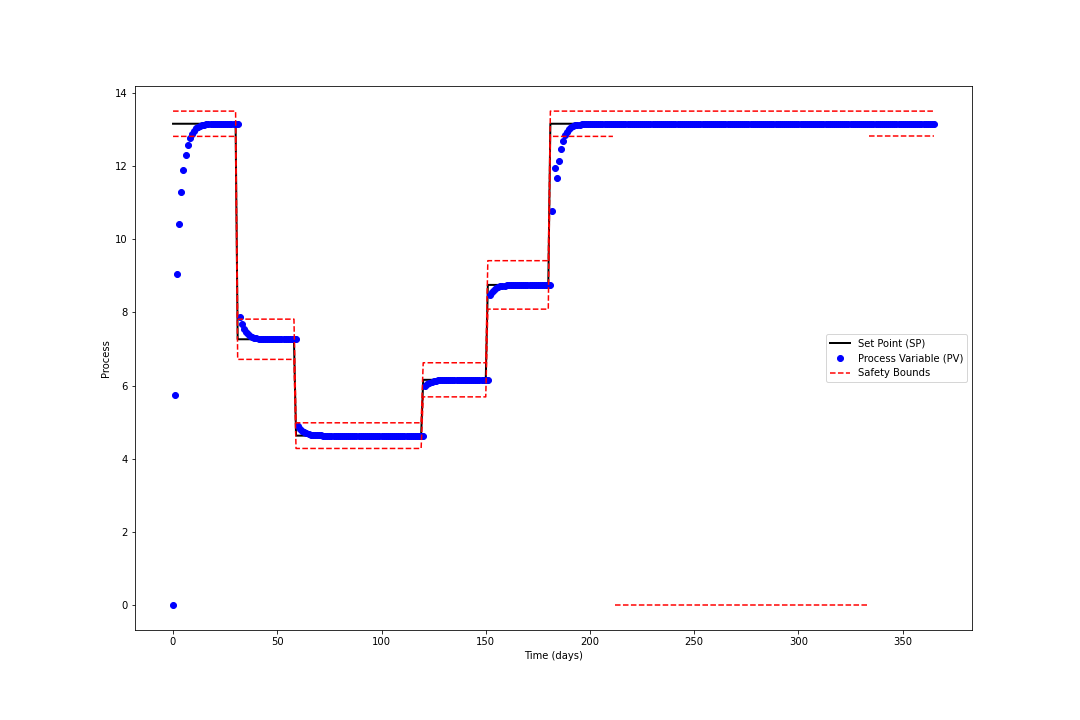 14
12
10
8
6
4
2
0
Process
Set Point (SP)
Process Variable (PV)
Safety Bounds
0 50 100 150 200 250 300 350
Time (days)